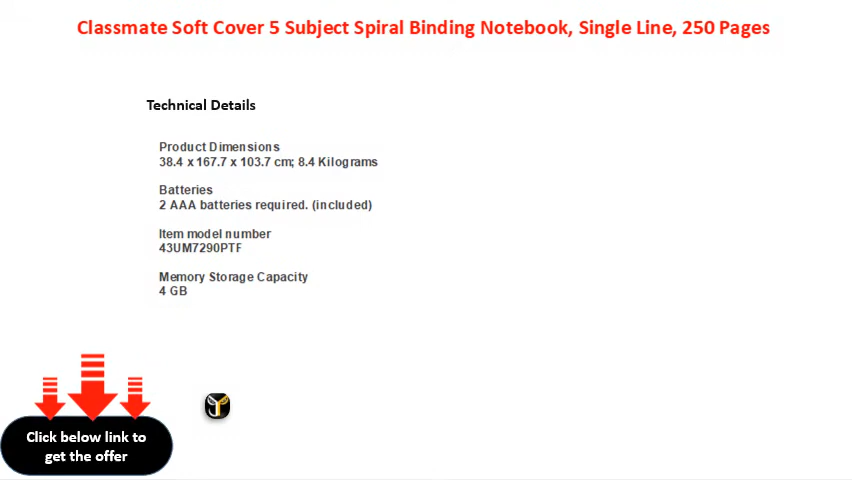 Classmate Soft Cover 5 Subject Spiral Binding Notebook, Single Line, 250 Pages
Technical Details
Product Dimensions
38.4 x 167.7 x 103.7 cm; 8.4 Kilograms
Batteries
2 AAA batteries required. (included)
Item model number
43UM7290PTF
Memory Storage Capacity
4 GB
Click below link to
get the offer